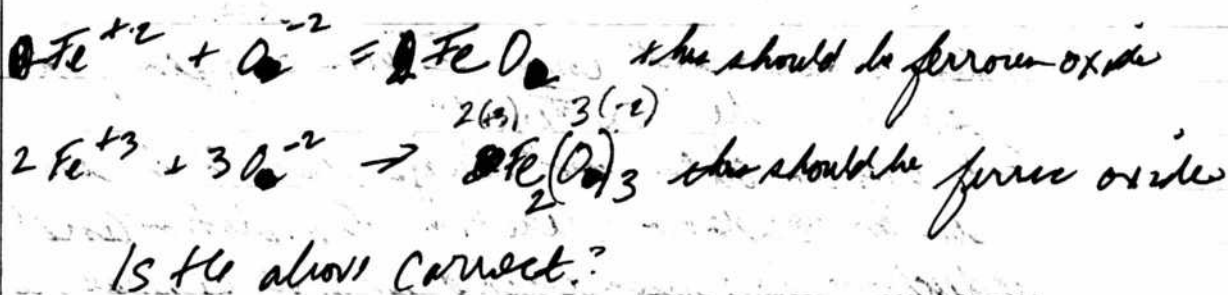 Fe⁺² + O⁻² = FeO this should be ferrous oxide
2(+3) 3(-2)
2 Fe⁺³ + 3 O⁻² → Fe₂(O)₃ this should be ferric oxide
Is the above correct?